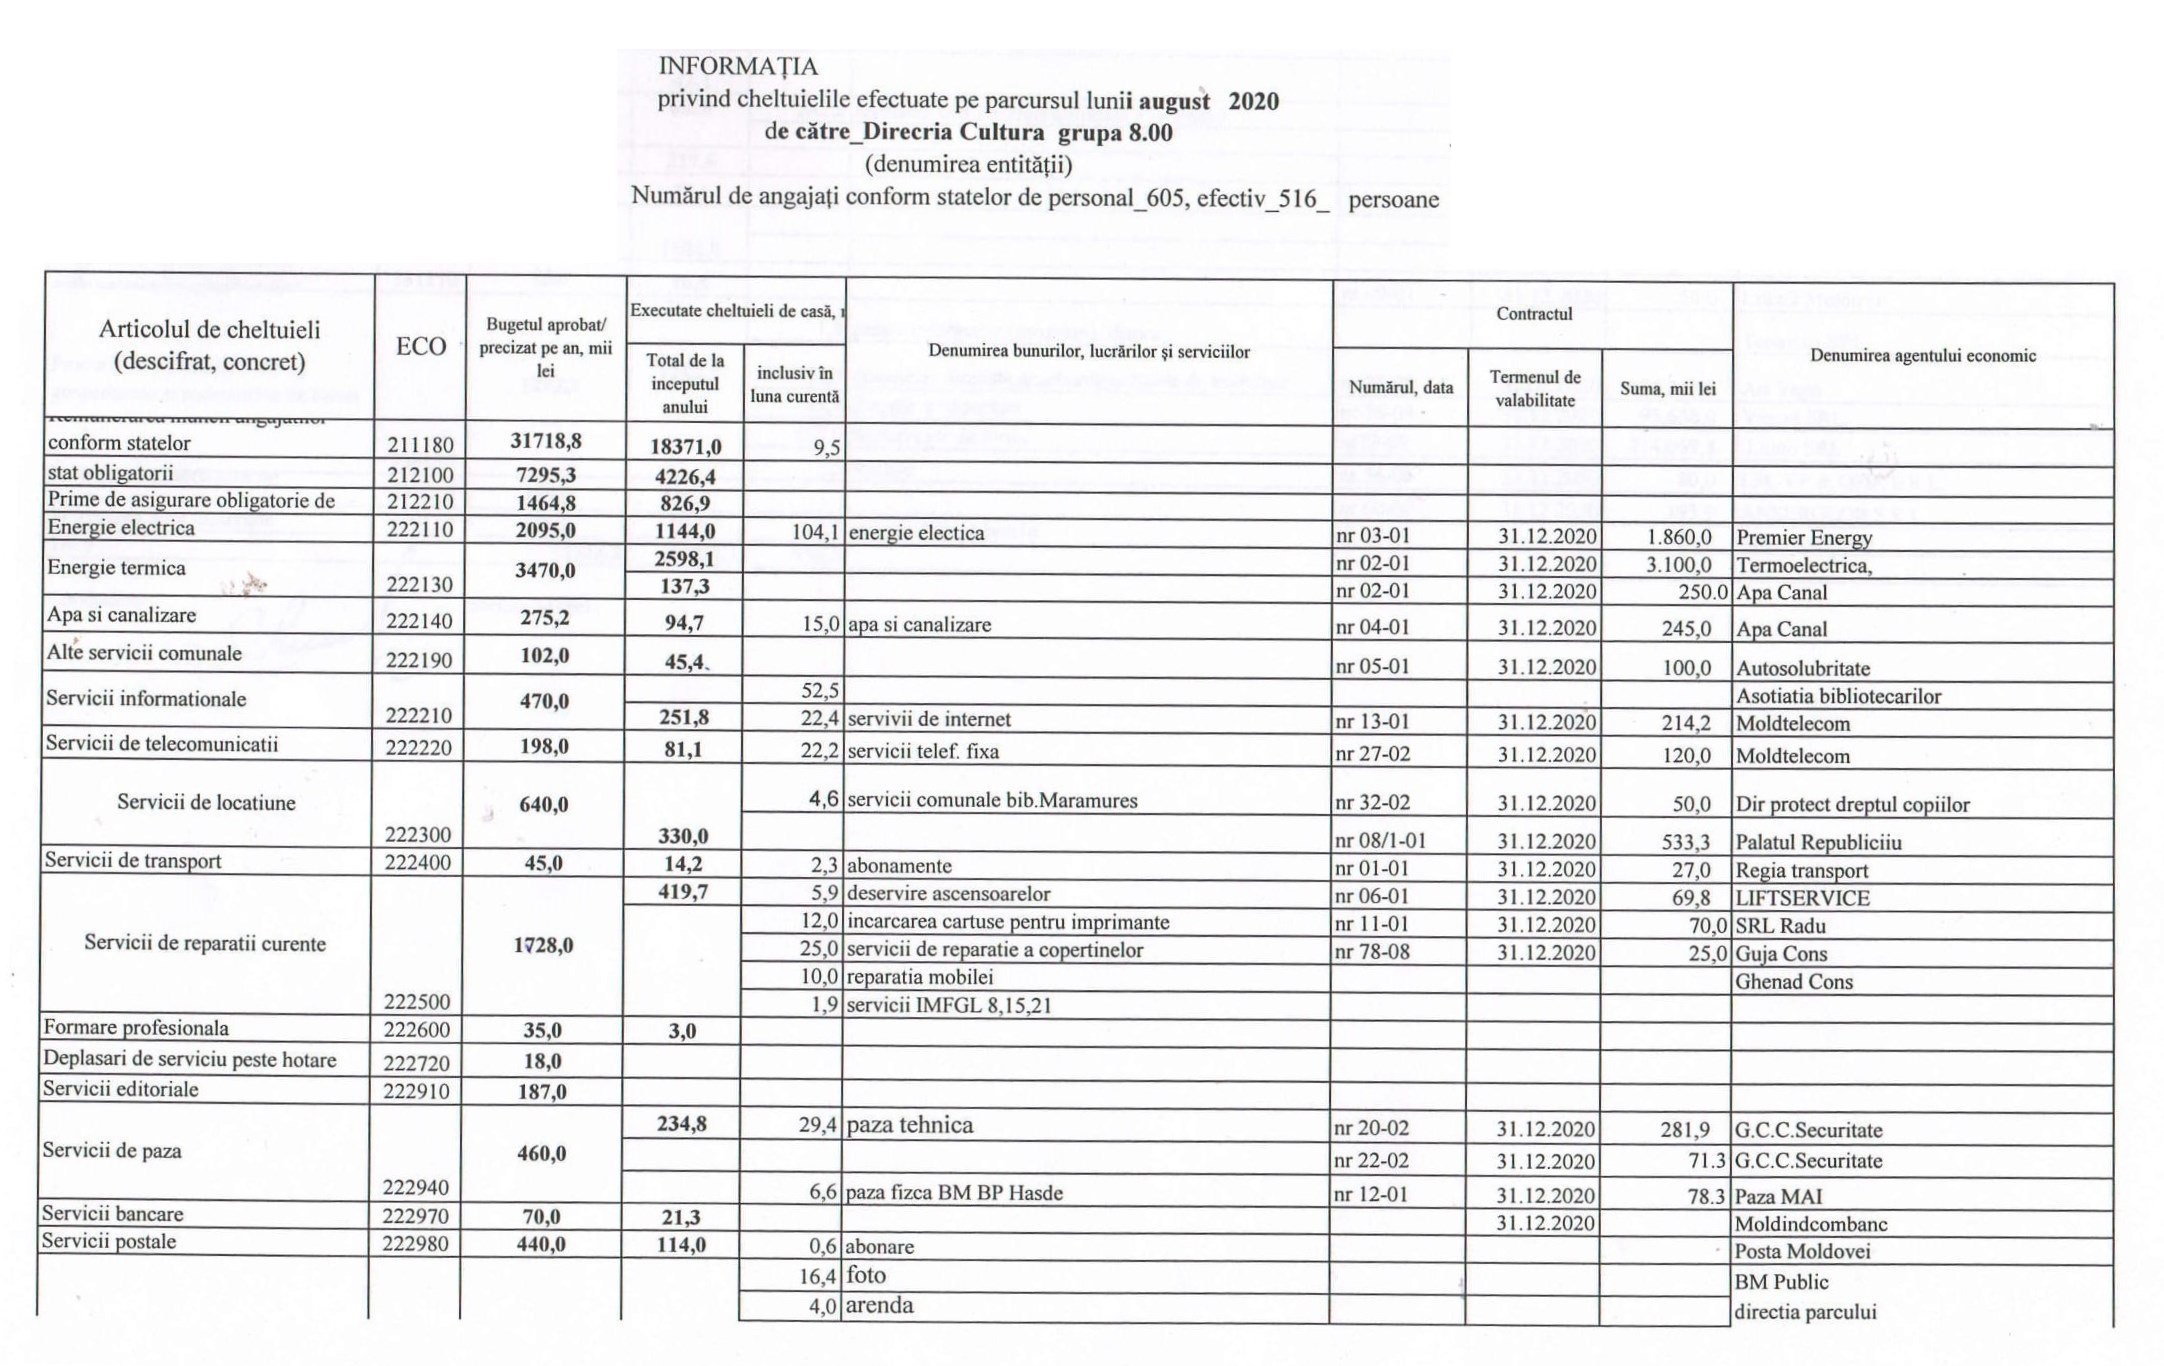 INFORMAȚIA
privind cheltuielile efectuate pe parcursul lunii august 2020
de către_Direcria Cultura grupa 8.00
(denumirea entității)
Numărul de angajați conform statelor de personal_605, efectiv_516_ persoane
Articolul de cheltuieli (descifrat, concret) ECO Bugetul aprobat/ precizat pe an, mii lei Executate cheltuieli de casă, Denumirea bunurilor, lucrărilor și serviciilor Contractul Denumirea agentului economic
Total de la inceputul anului inclusiv în luna curentă Numărul, data Termenul de valabilitate Suma, mii lei
Remunerarea muncii angajatilor
conform statelor 211180 31718,8 18371,0 9,5
stat obligatorii 212100 7295,3 4226,4
Prime de asigurare obligatorie de 212210 1464,8 826,9
Energie electrica 222110 2095,0 1144,0 104,1 energie electica nr 03-01 31.12.2020 1.860,0 Premier Energy
Energie termica 222130 3470,0 2598,1 nr 02-01 31.12.2020 3.100,0 Termoelectrica,
137,3 nr 02-01 31.12.2020 250.0 Apa Canal
Apa si canalizare 222140 275,2 94,7 15,0 apa si canalizare nr 04-01 31.12.2020 245,0 Apa Canal
Alte servicii comunale 222190 102,0 45,4 nr 05-01 31.12.2020 100,0 Autosolubritate
Servicii informationale 222210 470,0 52,5 Asotiatia bibliotecarilor
251,8 22,4 servivii de internet nr 13-01 31.12.2020 214,2 Moldtelecom
Servicii de telecomunicatii 222220 198,0 81,1 22,2 servicii telef. fixa nr 27-02 31.12.2020 120,0 Moldtelecom
Servicii de locatiune 222300 640,0 330,0 4,6 servicii comunale bib.Maramures nr 32-02 31.12.2020 50,0 Dir protect dreptul copiilor
nr 08/1-01 31.12.2020 533,3 Palatul Republiciiu
Servicii de transport 222400 45,0 14,2 2,3 abonamente nr 01-01 31.12.2020 27,0 Regia transport
Servicii de reparatii curente 222500 1728,0 419,7 5,9 deservire ascensoarelor nr 06-01 31.12.2020 69,8 LIFTSERVICE
12,0 incarcarea cartuse pentru imprimante nr 11-01 31.12.2020 70,0 SRL Radu
25,0 servicii de reparatie a copertinelor nr 78-08 31.12.2020 25,0 Guja Cons
10,0 reparatia mobilei Ghenad Cons
1,9 servicii IMFGL 8,15,21
Formare profesionala 222600 35,0 3,0
Deplasari de serviciu peste hotare 222720 18,0
Servicii editoriale 222910 187,0
Servicii de paza 222940 460,0 234,8 29,4 paza tehnica nr 20-02 31.12.2020 281,9 G.C.C.Securitate
nr 22-02 31.12.2020 71.3 G.C.C.Securitate
6,6 paza fizca BM BP Hasde nr 12-01 31.12.2020 78.3 Paza MAI
Servicii bancare 222970 70,0 21,3 31.12.2020 Moldindcombanc
Servicii postale 222980 440,0 114,0 0,6 abonare Posta Moldovei
16,4 foto BM Public
4,0 arenda directia parcului